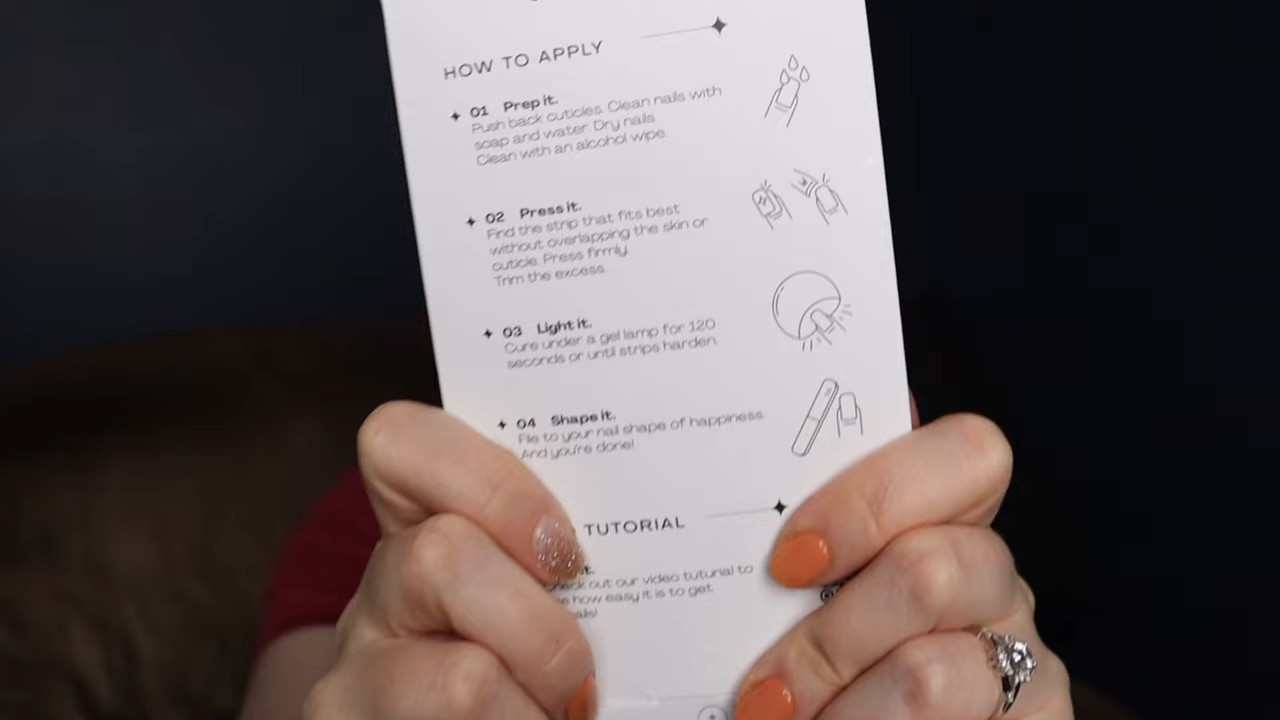 HOW TO APPLY
01 Prep it.
Push back cuticles. Clean nails with
soap and water. Dry nails
Clean with an alcohol wipe.
02 Press it.
Find the strip that fits best
without overlapping the skin or
cuticle. Press firmly.
Trim the excess.
03 Light it.
Cure under a gel lamp for 120
seconds or until strips harden.
04 Shape it.
File to your nail shape of happiness.
And you're done!
TUTORIAL
out our video tuturial to
how easy it is to get